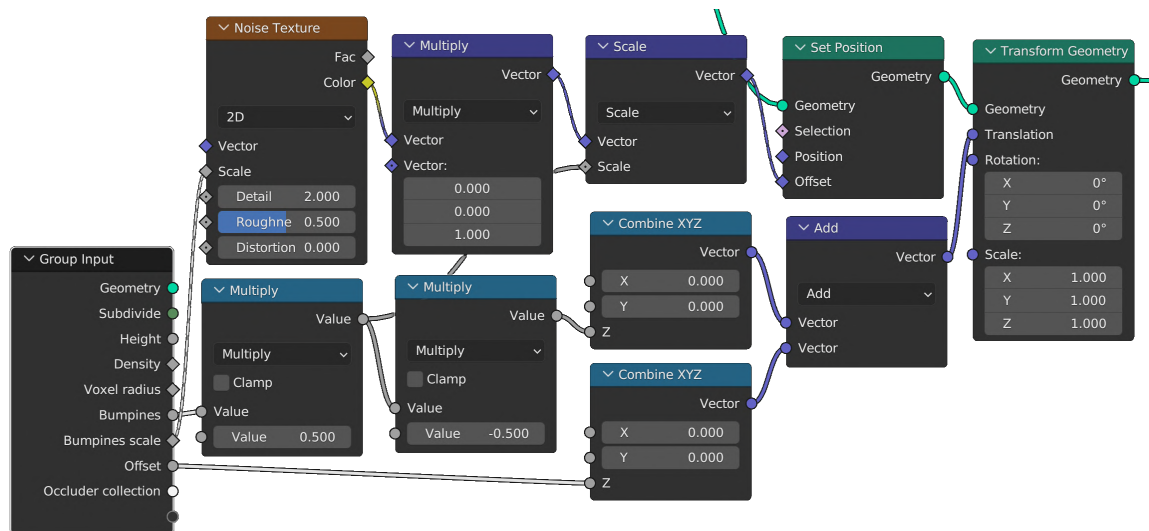 Noise Texture
Fac
Color
2D
Vector
Scale
Detail 2.000
Roughne 0.500
Distortion 0.000
Multiply
Vector
Multiply
Vector
Vector:
0.000
0.000
1.000
Scale
Vector
Scale
Vector
Scale
Set Position
Geometry
Geometry
Selection
Position
Offset
Transform Geometry
Geometry
Geometry
Translation
Rotation:
X 0°
Y 0°
Z 0°
Scale:
X 1.000
Y 1.000
Z 1.000
Group Input
Geometry
Subdivide
Height
Density
Voxel radius
Bumpines
Bumpines scale
Offset
Occluder collection
Multiply
Value
Multiply
Clamp
Value
Value 0.500
Multiply
Value
Multiply
Clamp
Value
Value -0.500
Combine XYZ
Vector
X 0.000
Y 0.000
Z
Combine XYZ
Vector
X 0.000
Y 0.000
Z
Add
Vector
Add
Vector
Vector